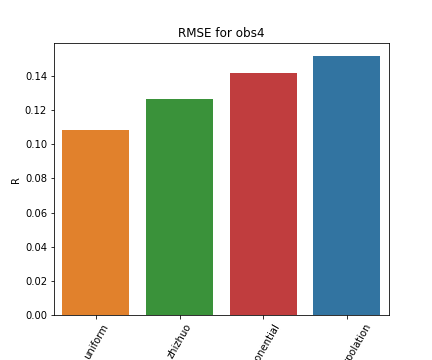 RMSE for obs4
0.14
0.12
0.10
0.08
0.06
0.04
0.02
0.00
R
uniform
zhizhuo
onential
polation